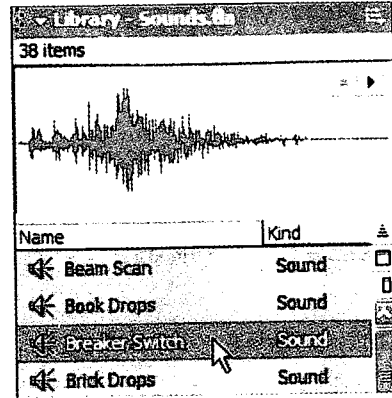 Library - Sounds.fla
38 items
Name Kind
Beam Scan Sound
Book Drops Sound
Breaker Switch Sound
Brick Drops Sound